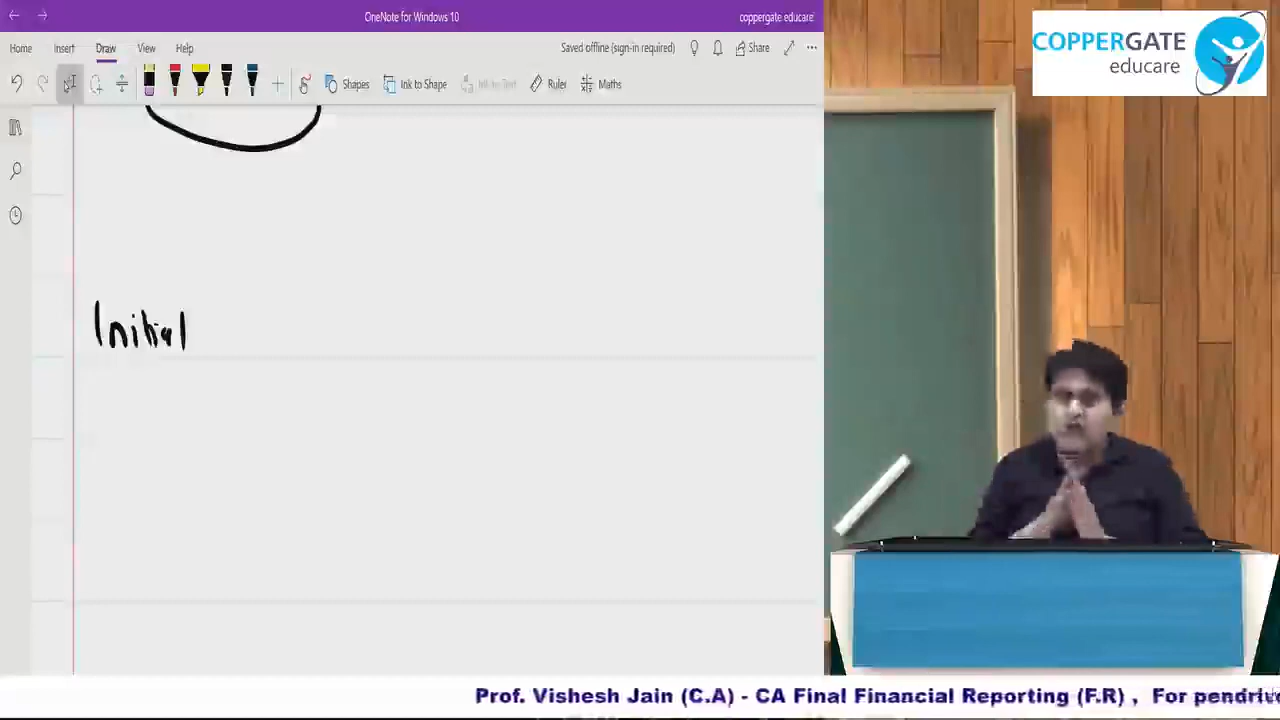 OneNote for Windows 10
coppergate educare
Home Insert Draw View Help
Saved offline (sign-in required)
Share
Shapes
Ink to Shape
Ink to Text
Ruler
Maths
COPPERGATE
educare
Initial
Prof. Vishesh Jain (C.A) - CA Final Financial Reporting (F.R) , For pendrive